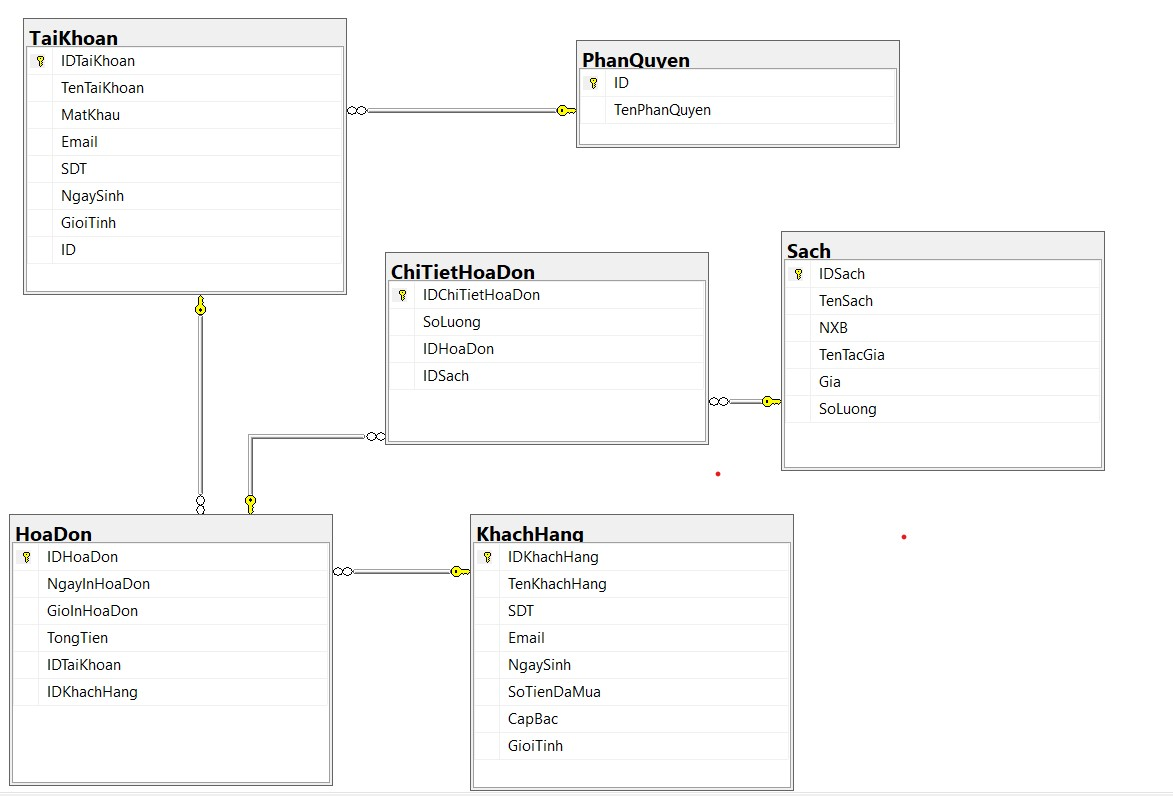 TaiKhoan
IDTaiKhoan
TenTaiKhoan
MatKhau
Email
SDT
NgaySinh
GioiTinh
ID
PhanQuyen
ID
TenPhanQuyen
ChiTietHoaDon
IDChiTietHoaDon
SoLuong
IDHoaDon
IDSach
Sach
IDSach
TenSach
NXB
TenTacGia
Gia
SoLuong
HoaDon
IDHoaDon
NgayInHoaDon
GioInHoaDon
TongTien
IDTaiKhoan
IDKhachHang
KhachHang
IDKhachHang
TenKhachHang
SDT
Email
NgaySinh
SoTienDaMua
CapBac
GioiTinh